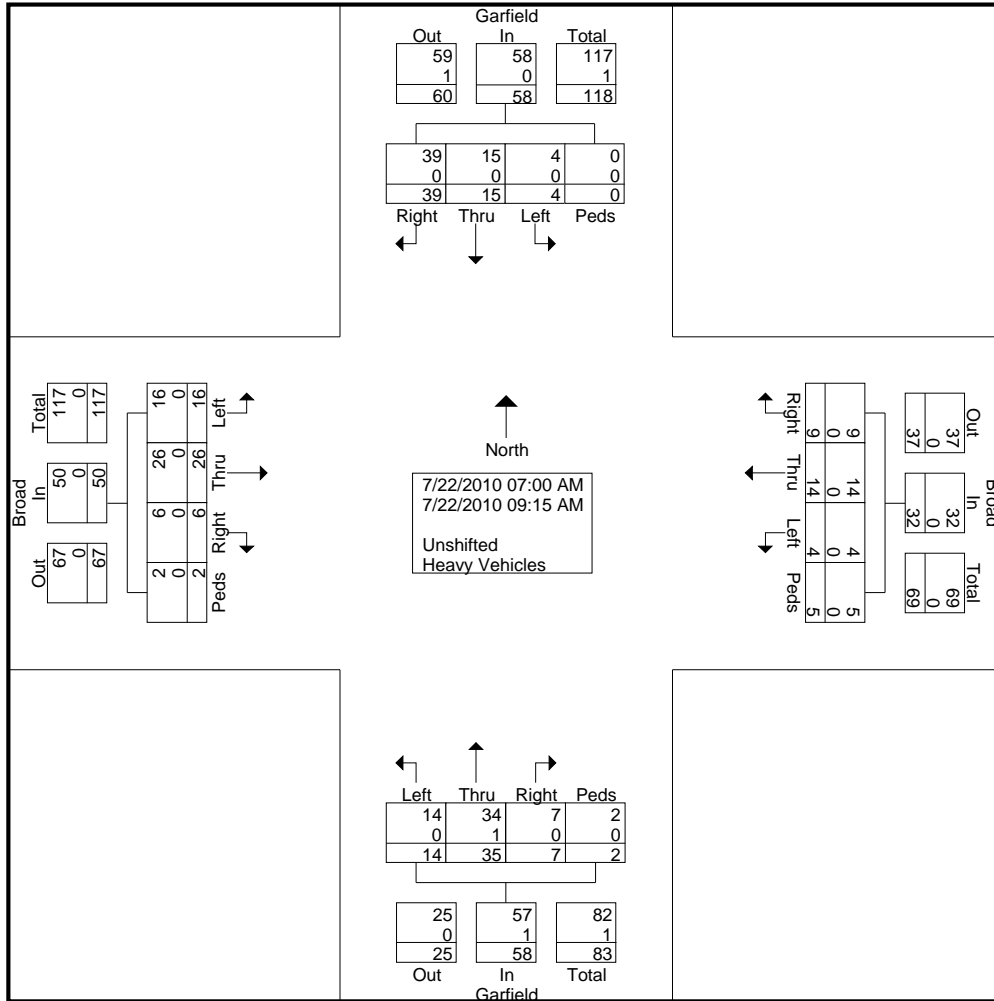 Garfield
Out In Total
59 58 117
1 0 1
60 58 118
39 15 4 0
0 0 0 0
39 15 4 0
Right Thru Left Peds
Broad
Total In Out
117 50 67
0 0 0
117 50 67
16 26 6 2
0 0 0 0
16 26 6 2
Left Thru Right Peds
North
7/22/2010 07:00 AM
7/22/2010 09:15 AM
Unshifted
Heavy Vehicles
Right Thru Left Peds
9 14 4 5
0 0 0 0
9 14 4 5
Out In Total
37 32 69
0 0 0
37 32 69
Broad
Left Thru Right Peds
14 34 7 2
0 1 0 0
14 35 7 2
25 57 82
0 1 1
25 58 83
Out In Total
Garfield